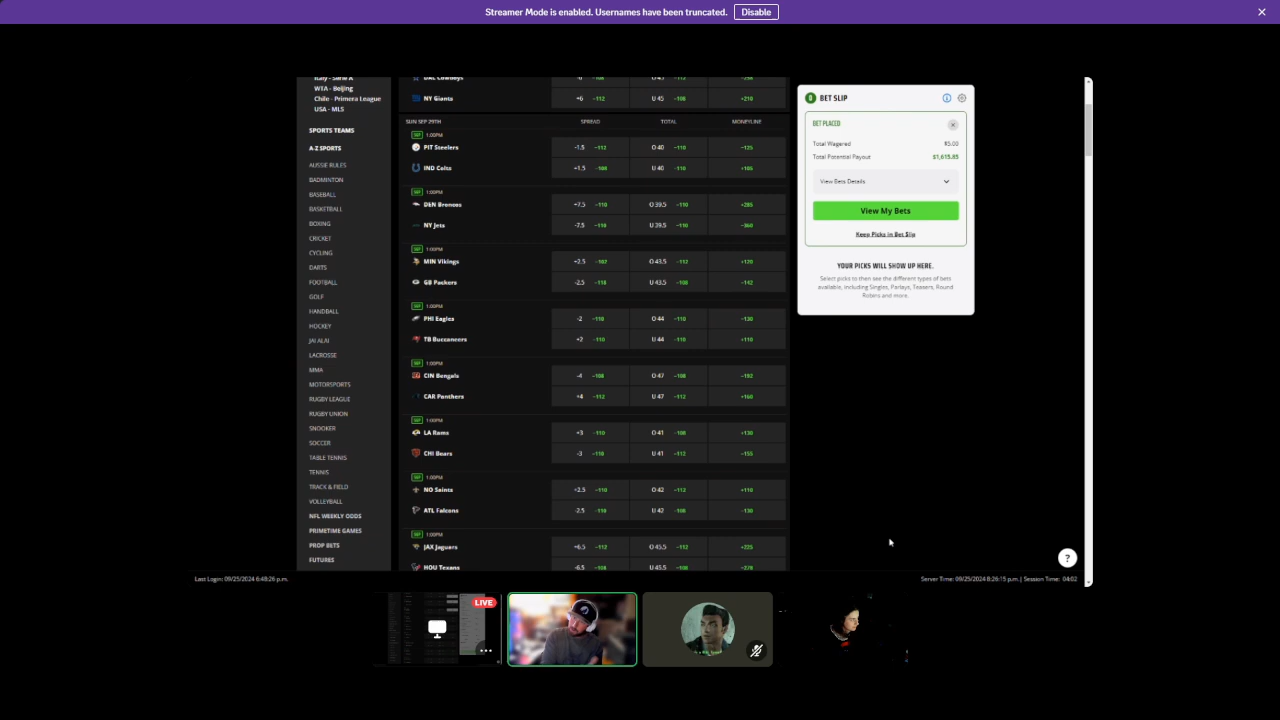 Streamer Mode is enabled. Usernames have been truncated. Disable
Italy - Serie A
WTA - Beijing
Chile - Primera League
USA - MLS
SPORTS TEAMS
A-Z SPORTS
AUSSIE RULES
BADMINTON
BASEBALL
BASKETBALL
BOXING
CRICKET
CYCLING
DARTS
FOOTBALL
GOLF
HANDBALL
HOCKEY
JAI ALAI
LACROSSE
MMA
MOTORSPORTS
RUGBY LEAGUE
RUGBY UNION
SNOOKER
SOCCER
TABLE TENNIS
TENNIS
TRACK & FIELD
VOLLEYBALL
NFL WEEKLY ODDS
PRIMETIME GAMES
PROP BETS
FUTURES
DAL Cowboys
NY Giants +6 -112 U 45 -108 +210
SUN SEP 29TH SPREAD TOTAL MONEYLINE
1:00PM
PIT Steelers -1.5 -112 O 40 -110 -125
IND Colts +1.5 -108 U 40 -110 +105
1:00PM
DEN Broncos +7.5 -110 O 39.5 -110 +285
NY Jets -7.5 -110 U 39.5 -110 -360
1:00PM
MIN Vikings +2.5 -102 O 43.5 -112 +120
GB Packers -2.5 -118 U 43.5 -108 -142
1:00PM
PHI Eagles -2 -110 O 44 -110 -130
TB Buccaneers +2 -110 U 44 -110 +110
1:00PM
CIN Bengals -4 -108 O 47 -108 -192
CAR Panthers +4 -112 U 47 -112 +160
1:00PM
LA Rams +3 -110 O 41 -108 +130
CHI Bears -3 -110 U 41 -112 -155
1:00PM
NO Saints +2.5 -110 O 42 -112 +110
ATL Falcons -2.5 -110 U 42 -108 -130
1:00PM
JAX Jaguars +6.5 -112 O 45.5 -112 +225
HOU Texans -6.5 -108 U 45.5 -108 -278
0 BET SLIP
BET PLACED
Total Wagered $5.00
Total Potential Payout $1,615.85
View Bets Details
View My Bets
Keep Picks in Bet Slip
YOUR PICKS WILL SHOW UP HERE.
Select picks to then see the different types of bets
available, including Singles, Parlays, Teasers, Round
Robins and more.
?
Last Login: 09/25/2024 6:48:26 p.m.
Server Time: 09/25/2024 8:26:15 p.m. | Session Time: 04:02
LIVE